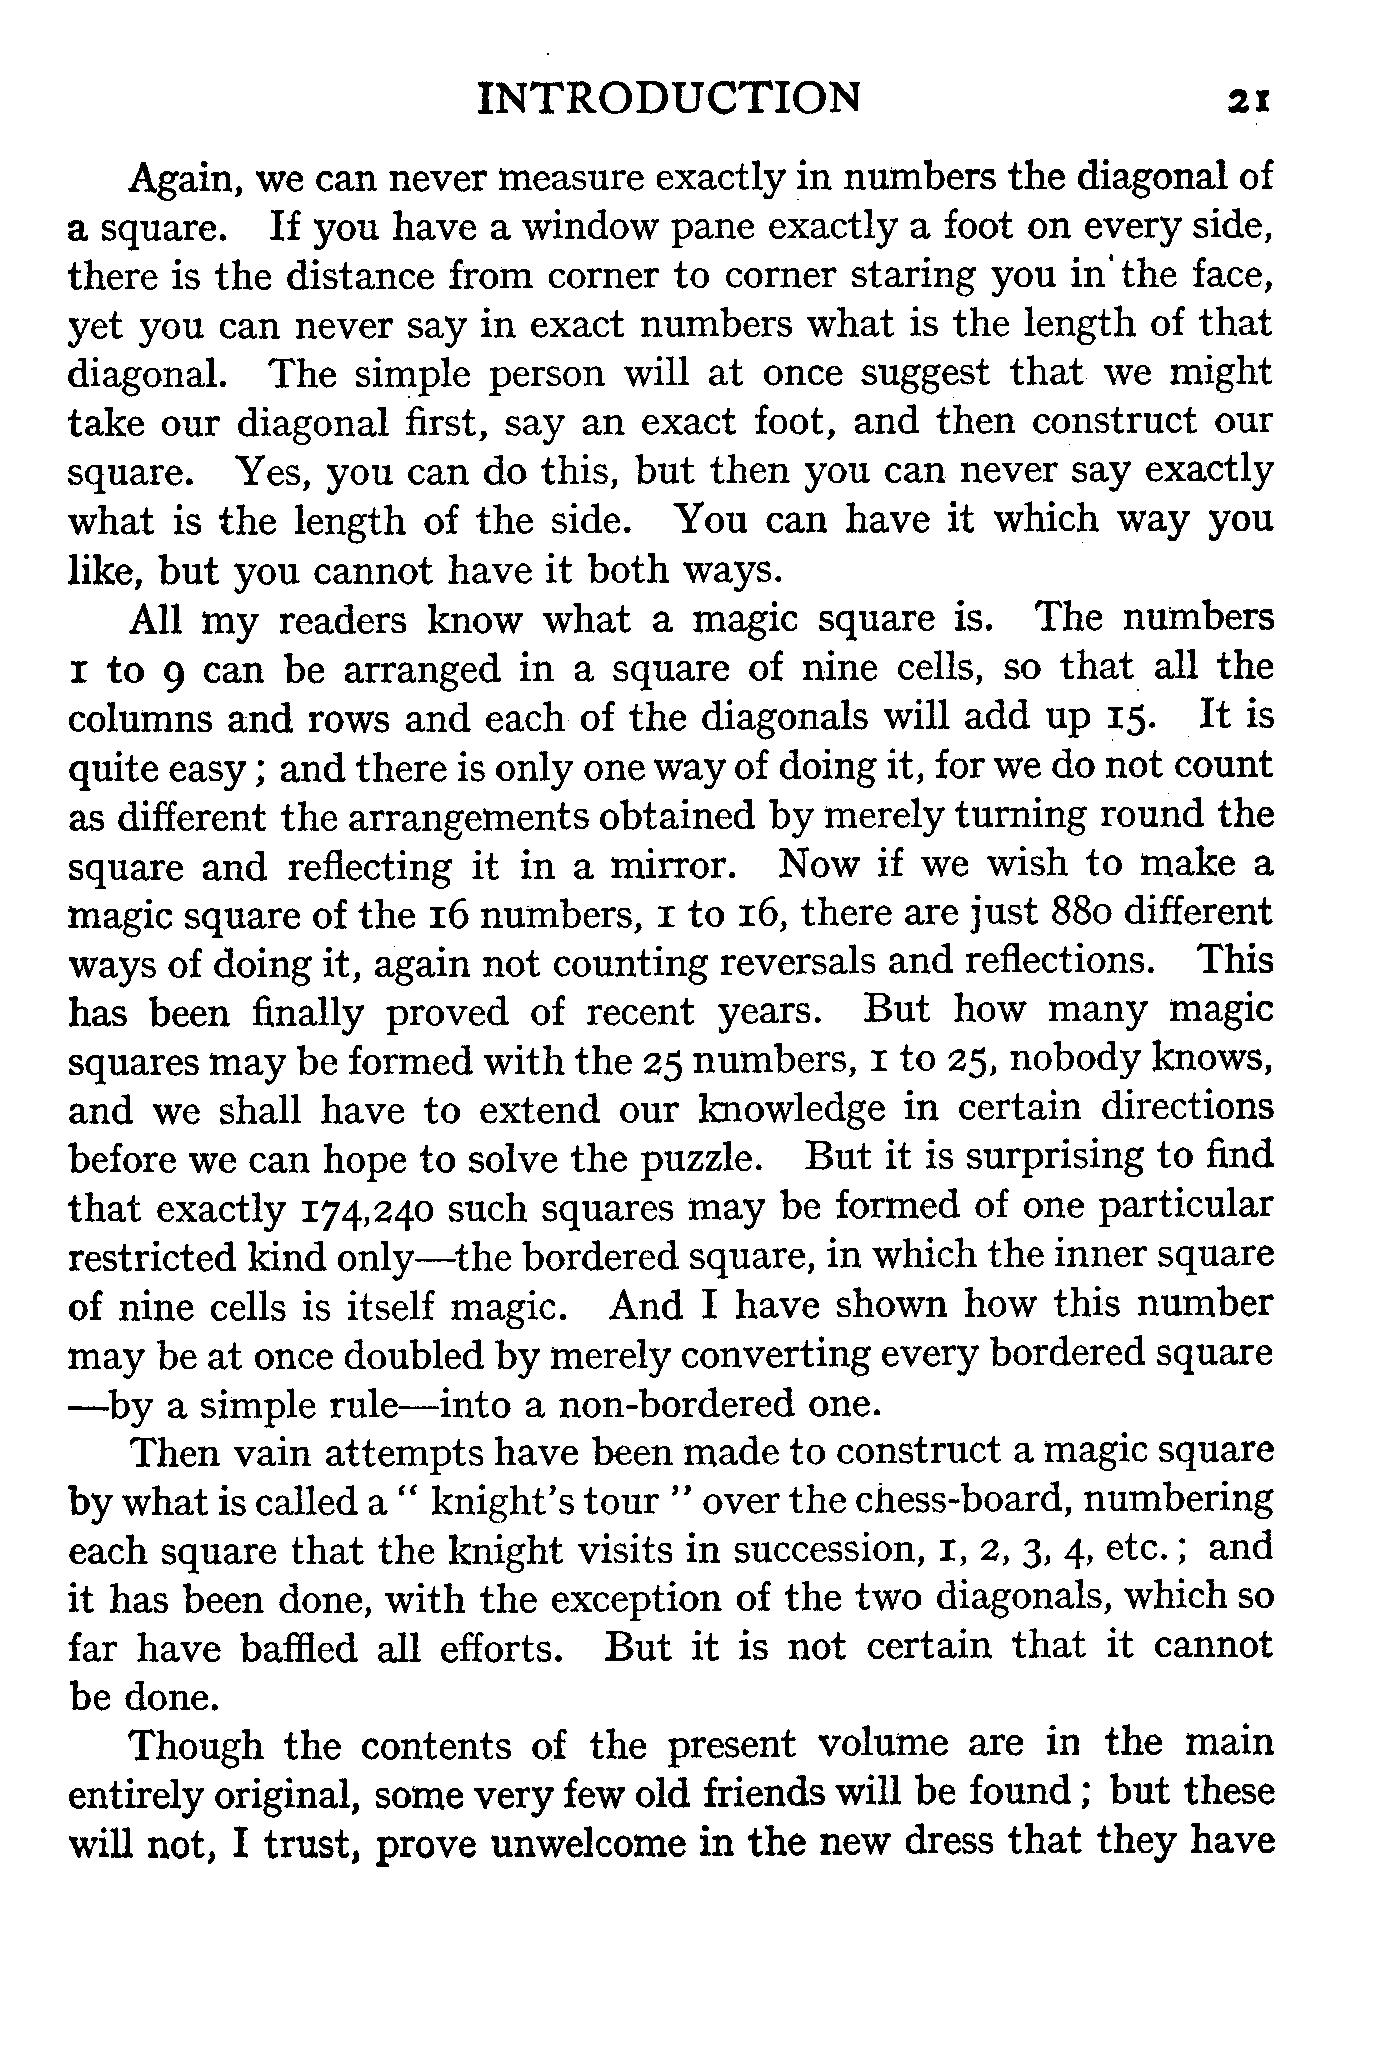 INTRODUCTION 21
Again, we can never measure exactly in numbers the diagonal of
a square. If you have a window pane exactly a foot on every side,
there is the distance from corner to corner staring you in the face,
yet you can never say in exact numbers what is the length of that
diagonal. The simple person will at once suggest that we might
take our diagonal first, say an exact foot, and then construct our
square. Yes, you can do this, but then you can never say exactly
what is the length of the side. You can have it which way you
like, but you cannot have it both ways.
All my readers know what a magic square is. The numbers
1 to 9 can be arranged in a square of nine cells, so that all the
columns and rows and each of the diagonals will add up 15. It is
quite easy ; and there is only one way of doing it, for we do not count
as different the arrangements obtained by merely turning round the
square and reflecting it in a mirror. Now if we wish to make a
magic square of the 16 numbers, 1 to 16, there are just 880 different
ways of doing it, again not counting reversals and reflections. This
has been finally proved of recent years. But how many magic
squares may be formed with the 25 numbers, 1 to 25, nobody knows,
and we shall have to extend our knowledge in certain directions
before we can hope to solve the puzzle. But it is surprising to find
that exactly 174,240 such squares may be formed of one particular
restricted kind only—the bordered square, in which the inner square
of nine cells is itself magic. And I have shown how this number
may be at once doubled by merely converting every bordered square
—by a simple rule—into a non-bordered one.
Then vain attempts have been made to construct a magic square
by what is called a “ knight’s tour ” over the chess-board, numbering
each square that the knight visits in succession, 1, 2, 3, 4, etc. ; and
it has been done, with the exception of the two diagonals, which so
far have baffled all efforts. But it is not certain that it cannot
be done.
Though the contents of the present volume are in the main
entirely original, some very few old friends will be found ; but these
will not, I trust, prove unwelcome in the new dress that they have